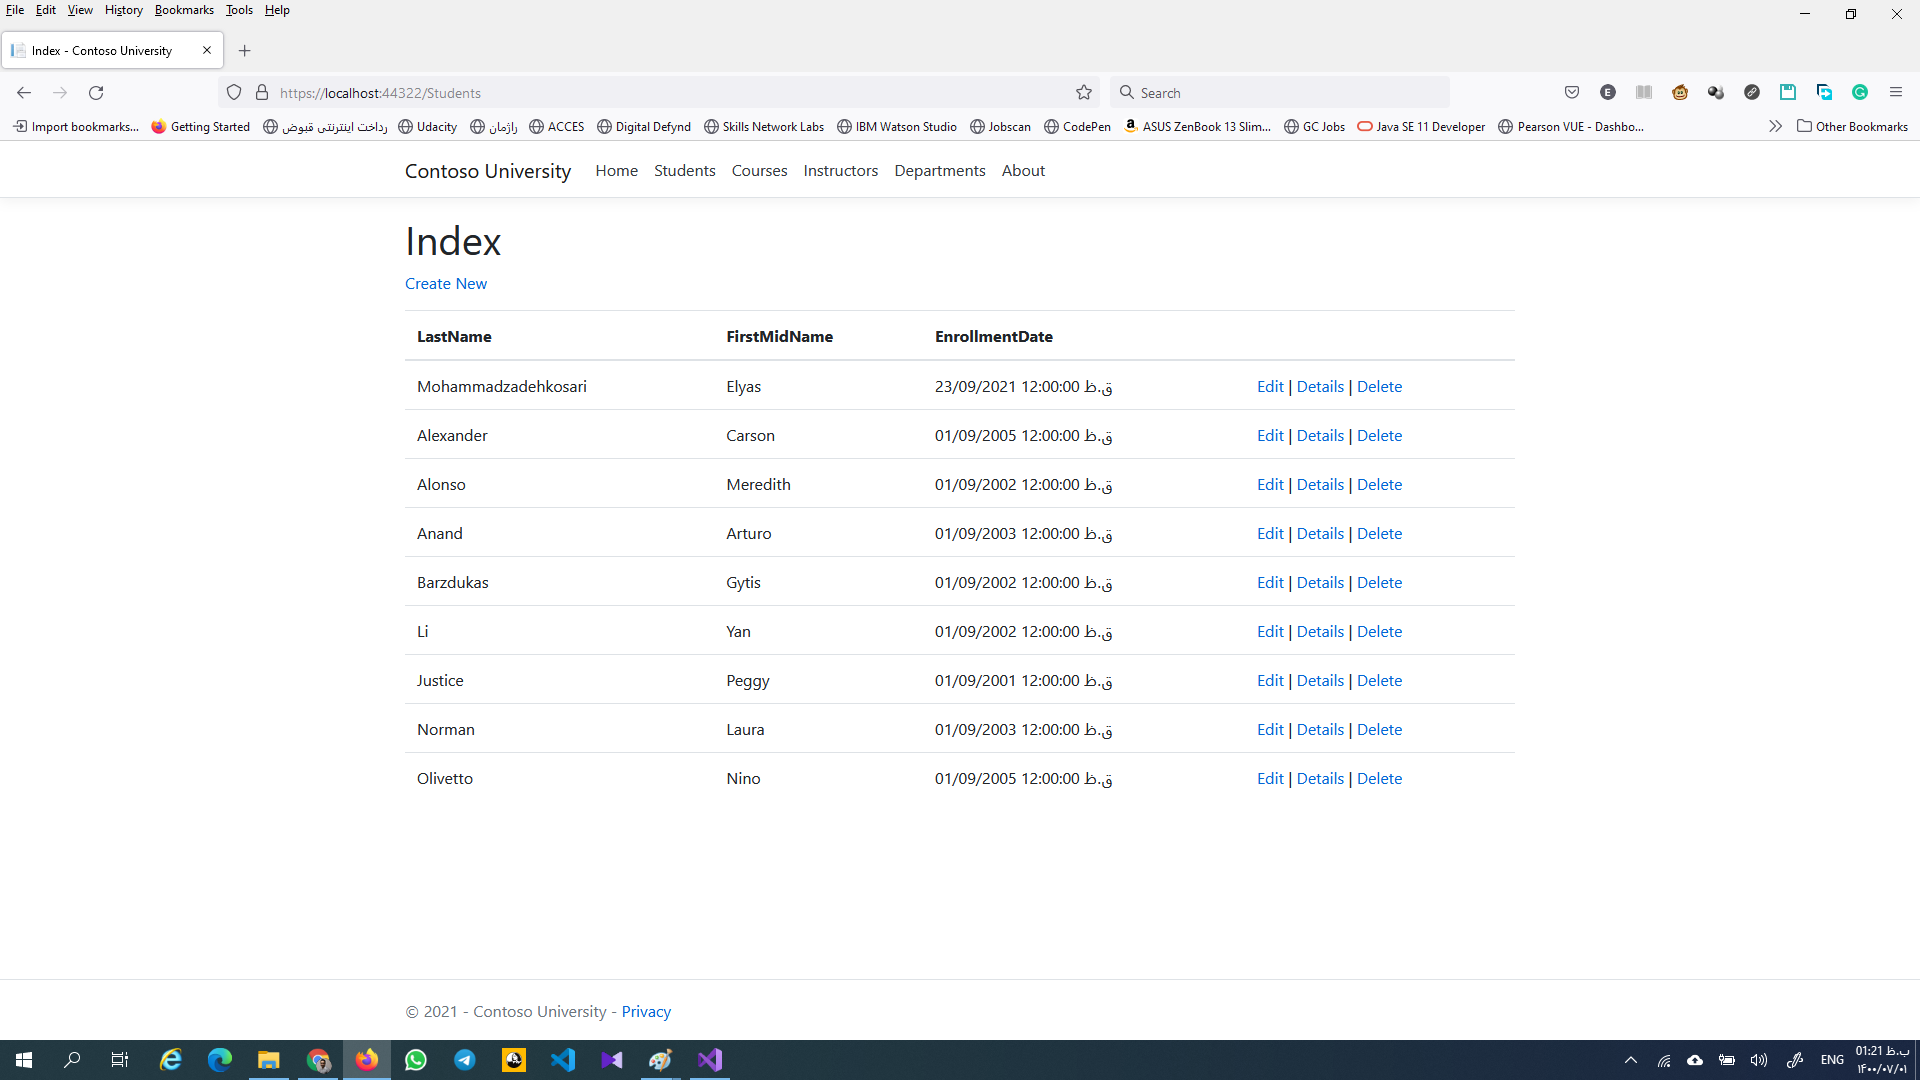 File Edit View History Bookmarks Tools Help
Index - Contoso University
https://localhost:44322/Students
Search
Import bookmarks... Getting Started رداخت اینترنتی قبوض Udacity راژمان ACCES Digital Defynd Skills Network Labs IBM Watson Studio Jobscan CodePen ASUS ZenBook 13 Slim... GC Jobs Java SE 11 Developer Pearson VUE - Dashbo... Other Bookmarks
Contoso University Home Students Courses Instructors Departments About
Index
Create New
LastName FirstMidName EnrollmentDate
Mohammadzadehkosari Elyas 23/09/2021 12:00:00 ق.ظ Edit | Details | Delete
Alexander Carson 01/09/2005 12:00:00 ق.ظ Edit | Details | Delete
Alonso Meredith 01/09/2002 12:00:00 ق.ظ Edit | Details | Delete
Anand Arturo 01/09/2003 12:00:00 ق.ظ Edit | Details | Delete
Barzdukas Gytis 01/09/2002 12:00:00 ق.ظ Edit | Details | Delete
Li Yan 01/09/2002 12:00:00 ق.ظ Edit | Details | Delete
Justice Peggy 01/09/2001 12:00:00 ق.ظ Edit | Details | Delete
Norman Laura 01/09/2003 12:00:00 ق.ظ Edit | Details | Delete
Olivetto Nino 01/09/2005 12:00:00 ق.ظ Edit | Details | Delete
© 2021 - Contoso University - Privacy
ENG
01:21 ب.ظ
۱۴۰۰/۰۷/۰۱